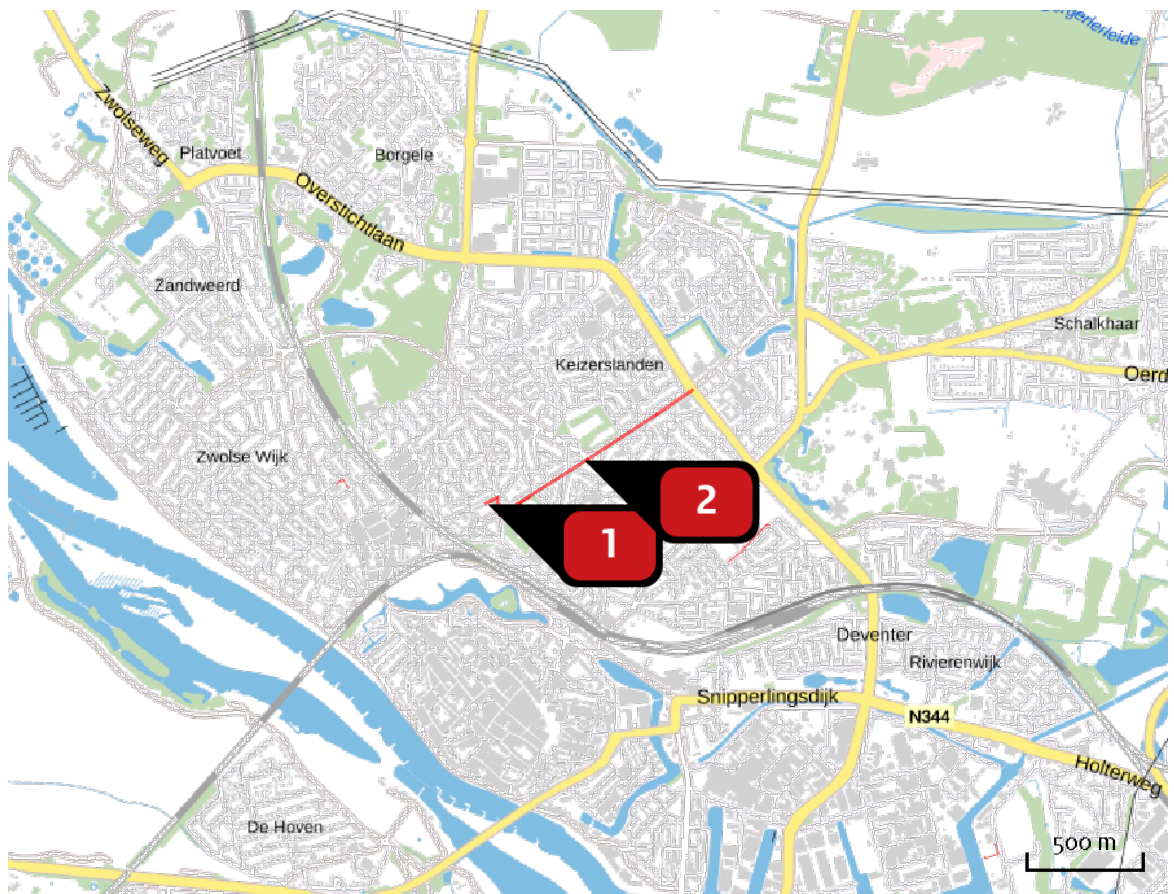 Borgelerleide
Zwolseweg
Platvoet
Borgele
Overstichtlaan
Zandweerd
Schalkhaar
Keizerslanden
Oerd
Zwolse Wijk
2
1
Deventer
Rivierenwijk
Snipperlingsdijk
N344
Holterweg
De Hoven
500 m